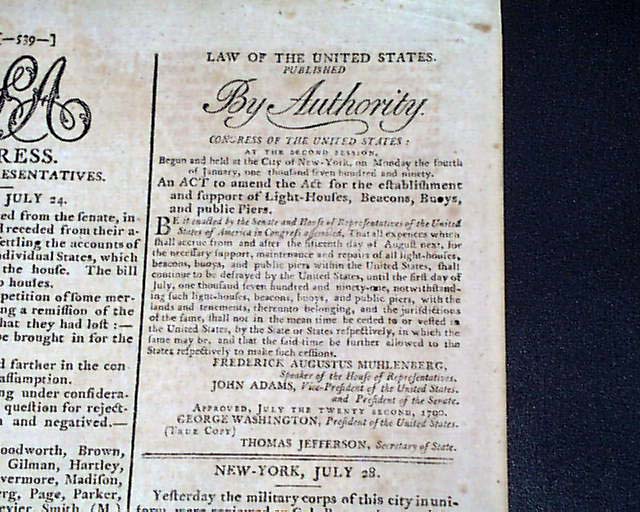 [—539—]
RESS.
ESENTATIVES.
JULY 24.
ed from the senate, in-
receded from their a-
ettling the accounts of
dividual States, which
the houſe. The bill
o houſes.
petition of ſome mer-
ng a remiſſion of the
hat they had loſt :—
be brought in for the
d farther in the con
aſſumption.
ng under conſidera-
queſtion for reject-
and negatived.—
oodworth, Brown,
Gilman, Hartley,
vermore, Madiſon,
rg, Page, Parker,
evier, Smith, (M.)
LAW OF THE UNITED STATES.
PUBLISHED
By Authority.
CONGRESS OF THE UNITED STATES:
AT THE SECOND SESSION,
Begun and held at the City of New-York, on Monday the fourth
of January, one thouſand ſeven hundred and ninety.
An ACT to amend the Act for the eſtabliſhment
and ſupport of Light-Houſes, Beacons, Buoys,
and public Piers.
BE it enacted by the Senate and Houſe of Repreſentatives of the United
States of America in Congreſs aſſembled, That all expences which
ſhall accrue from and after the fifteenth day of Auguſt next, for
the neceſſary ſupport, maintenance and repairs of all light-houſes,
beacons, buoys, and public piers within the United States, ſhall
continue to be defrayed by the United States, until the firſt day of
July, one thouſand ſeven hundred and ninety-one, notwithſtand-
ing ſuch light-houſes, beacons, buoys, and public piers, with the
lands and tenements, thereunto belonging, and the juriſdictions
of the ſame, ſhall not in the mean time be ceded to or veſted in
the United States, by the State or States reſpectively, in which the
ſame may be, and that the ſaid time be further allowed to the
States reſpectively to make ſuch ceſſions.
FREDERICK AUGUSTUS MUHLENBERG,
Speaker of the Houſe of Repreſentatives.
JOHN ADAMS, Vice-Preſident of the United States,
and Preſident of the Senate.
APPROVED, JULY THE TWENTY SECOND, 1790.
GEORGE WASHINGTON, Preſident of the United States.
(TRUE COPY)
THOMAS JEFFERSON, Secretary of State.
NEW-YORK, JULY 28.
Yeſterday the military corps of this city in uni-
form, were reviewed